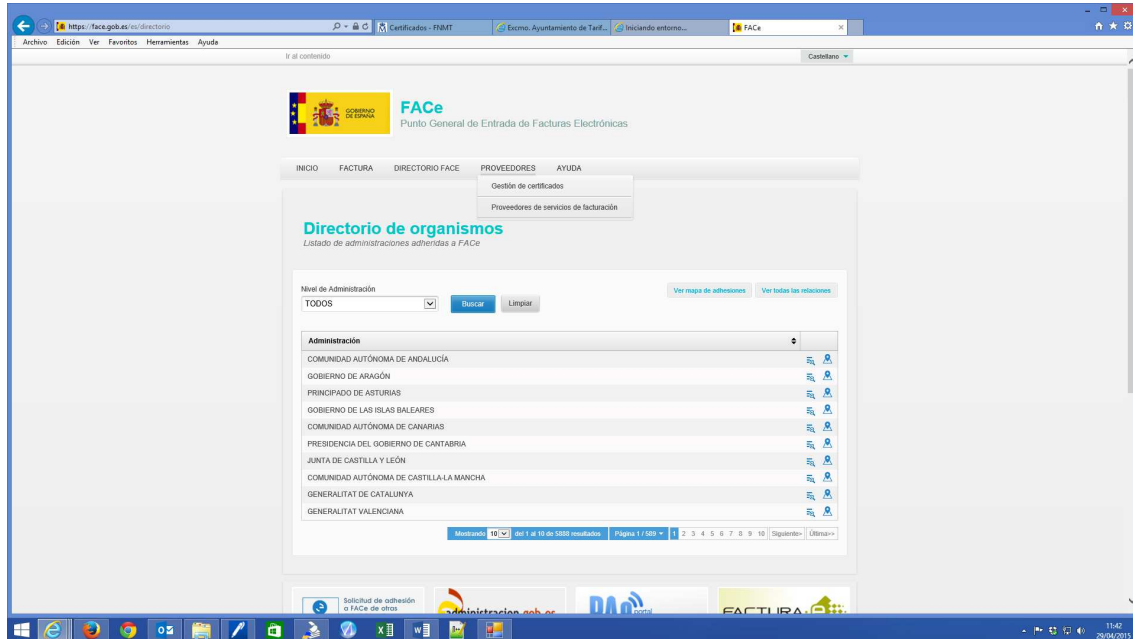 https://face.gob.es/es/directorio
Certificados - FNMT
Excmo. Ayuntamiento de Tarif...
Iniciando entorno...
FACe
Archivo Edición Ver Favoritos Herramientas Ayuda
Ir al contenido
Castellano
GOBIERNO
DE ESPAÑA
FACe
Punto General de Entrada de Facturas Electrónicas
INICIO FACTURA DIRECTORIO FACE PROVEEDORES AYUDA
Gestión de certificados
Proveedores de servicios de facturación
Directorio de organismos
Listado de administraciones adheridas a FACe
Nivel de Administración
TODOS Buscar Limpiar
Ver mapa de adhesiones Ver todas las relaciones
Administración
COMUNIDAD AUTÓNOMA DE ANDALUCÍA
GOBIERNO DE ARAGÓN
PRINCIPADO DE ASTURIAS
GOBIERNO DE LAS ISLAS BALEARES
COMUNIDAD AUTÓNOMA DE CANARIAS
PRESIDENCIA DEL GOBIERNO DE CANTABRIA
JUNTA DE CASTILLA Y LEÓN
COMUNIDAD AUTÓNOMA DE CASTILLA-LA MANCHA
GENERALITAT DE CATALUNYA
GENERALITAT VALENCIANA
Mostrando 10 del 1 al 10 de 5888 resultados Página 1 / 589 1 2 3 4 5 6 7 8 9 10 Siguiente> Última>>
Solicitud de adhesión
a FACe de otras
administracion.gob.es
PAe portal
FACTURA
11:42
29/04/2015